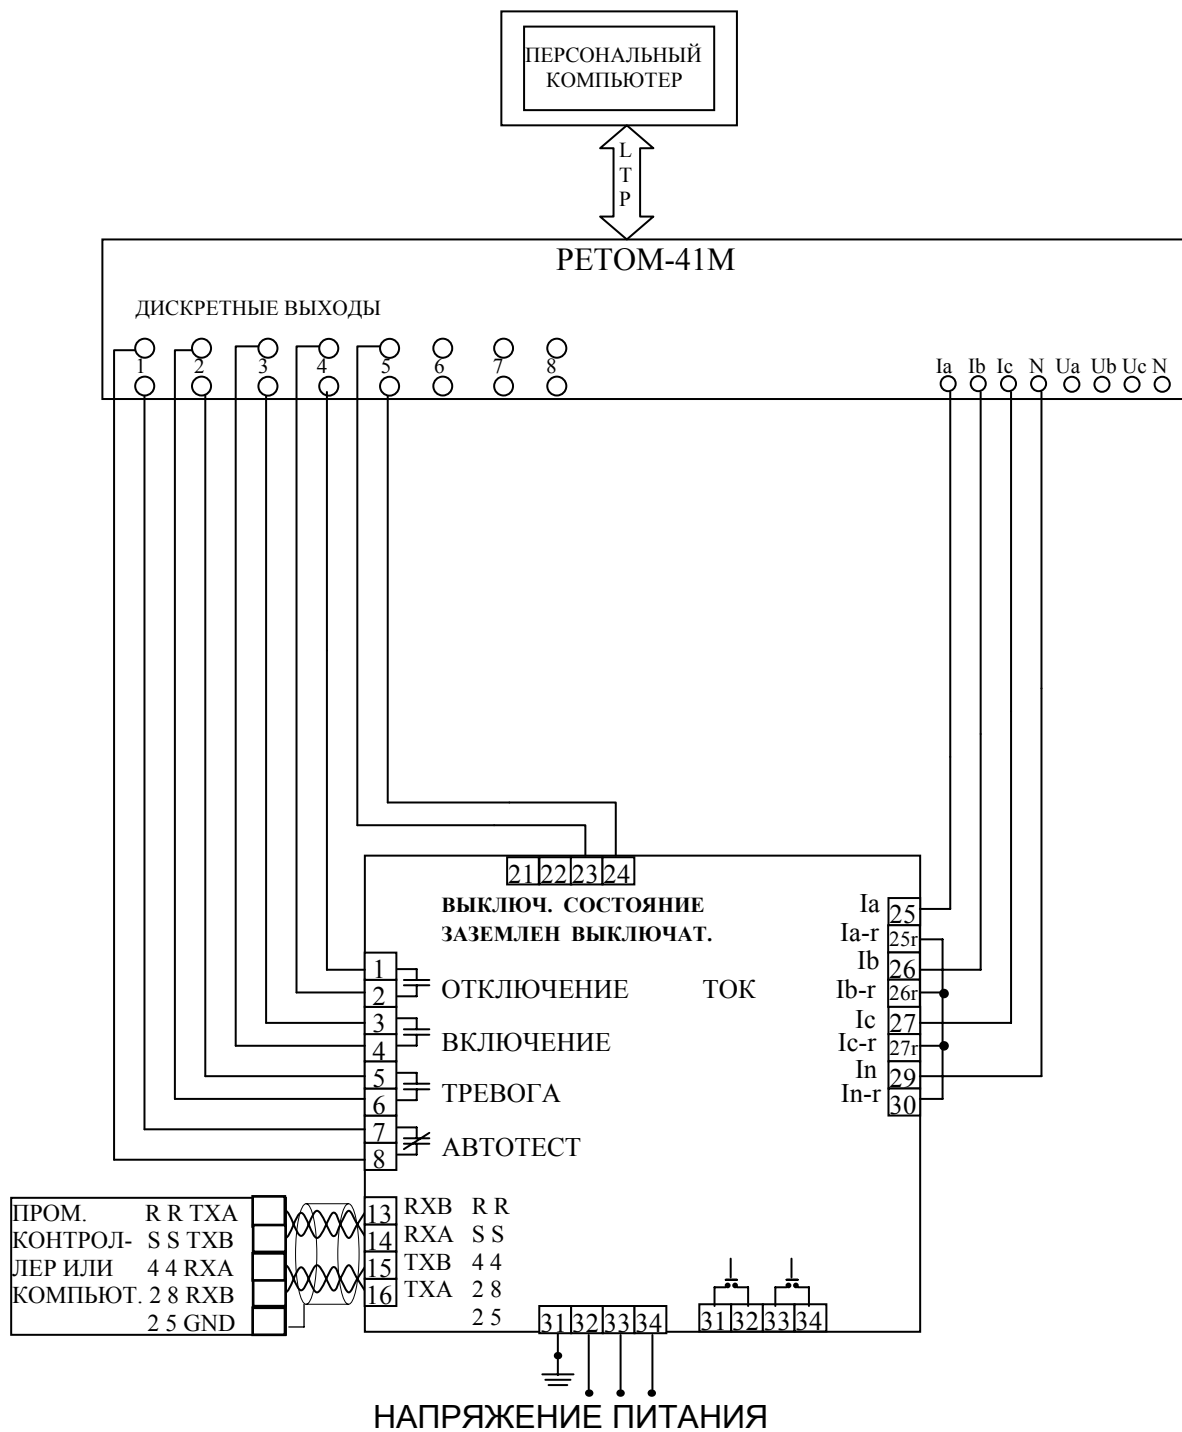 ПЕРСОНАЛЬНЫЙ
КОМПЬЮТЕР
L
T
P
РЕТОМ-41М
ДИСКРЕТНЫЕ ВЫХОДЫ
1 2 3 4 5 6 7 8
Ia Ib Ic N Ua Ub Uc N
21 22 23 24
ВЫКЛЮЧ. СОСТОЯНИЕ
ЗАЗЕМЛЕН ВЫКЛЮЧАТ.
Ia 25
Ia-r 25r
Ib 26
Ib-r 26r
Ic 27
Ic-r 27r
In 29
In-r 30
1
2 ОТКЛЮЧЕНИЕ ТОК
3
4 ВКЛЮЧЕНИЕ
5
6 ТРЕВОГА
7
8 АВТОТЕСТ
ПРОМ. R R TXA
КОНТРОЛ- S S TXB
ЛЕР ИЛИ 4 4 RXA
КОМПЬЮТ. 2 8 RXB
2 5 GND
13 RXB R R
14 RXA S S
15 TXB 4 4
16 TXA 2 8
2 5
31 32 33 34
31 32 33 34
НАПРЯЖЕНИЕ ПИТАНИЯ